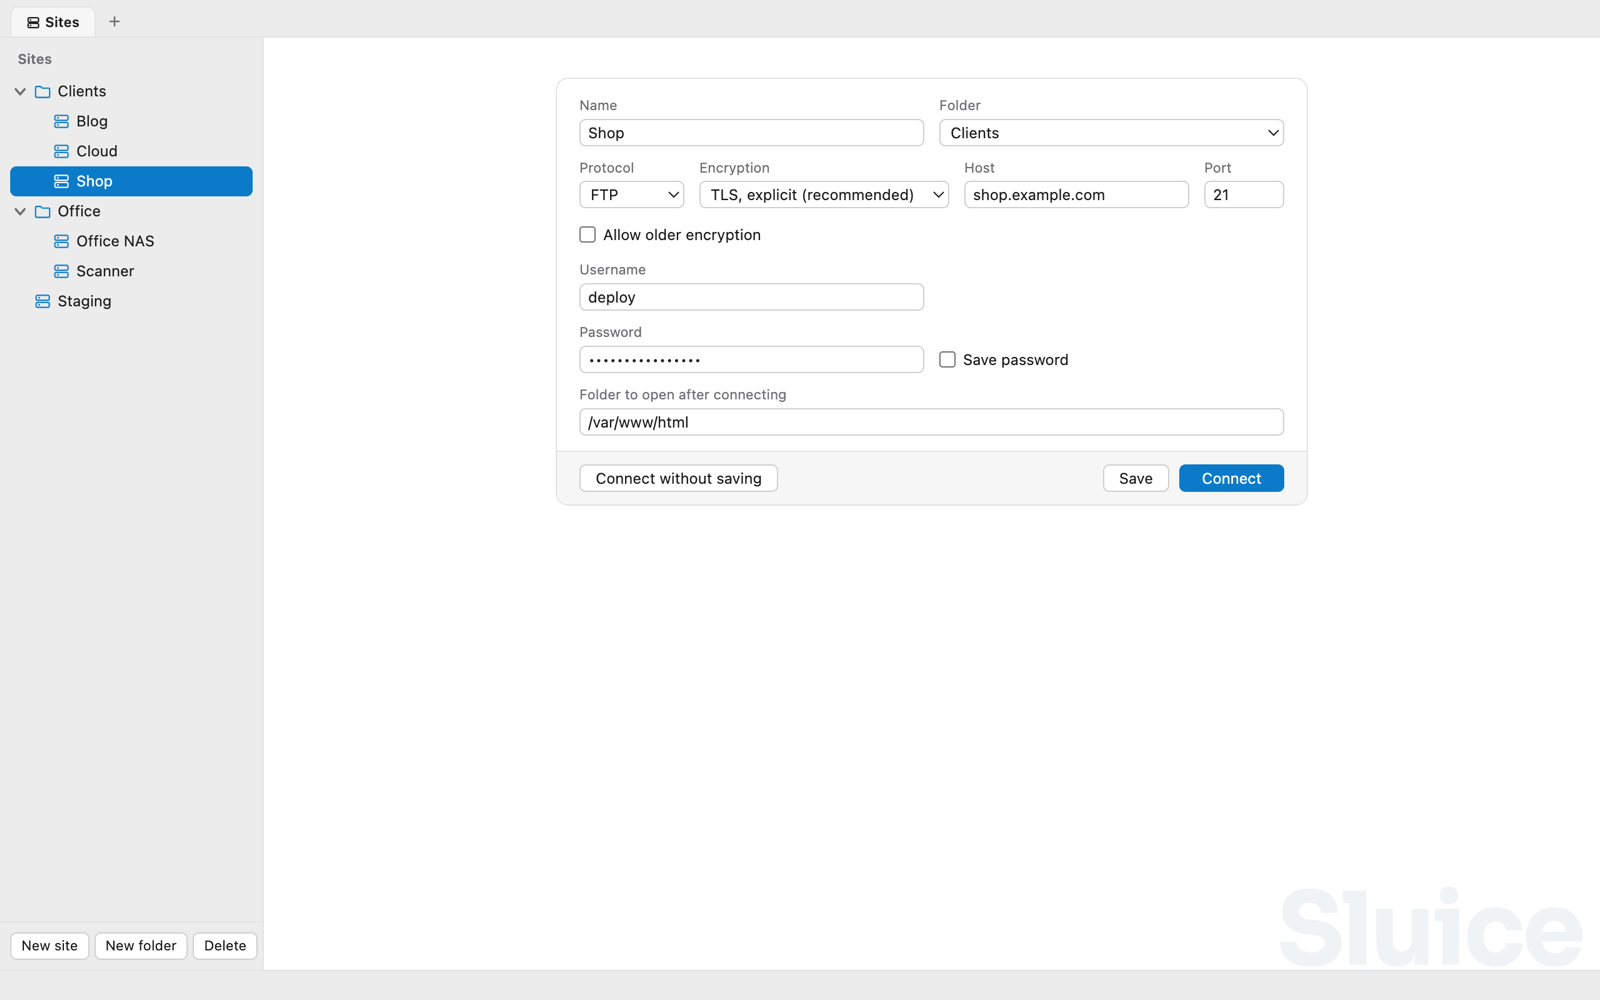 Sites
Sites
Clients
Blog
Cloud
Shop
Office
Office NAS
Scanner
Staging
New site
New folder
Delete
Name
Folder
Shop
Clients
Protocol
Encryption
Host
Port
FTP
TLS, explicit (recommended)
shop.example.com
21
Allow older encryption
Username
deploy
Password
••••••••••••••••
Save password
Folder to open after connecting
/var/www/html
Connect without saving
Save
Connect
Sluice